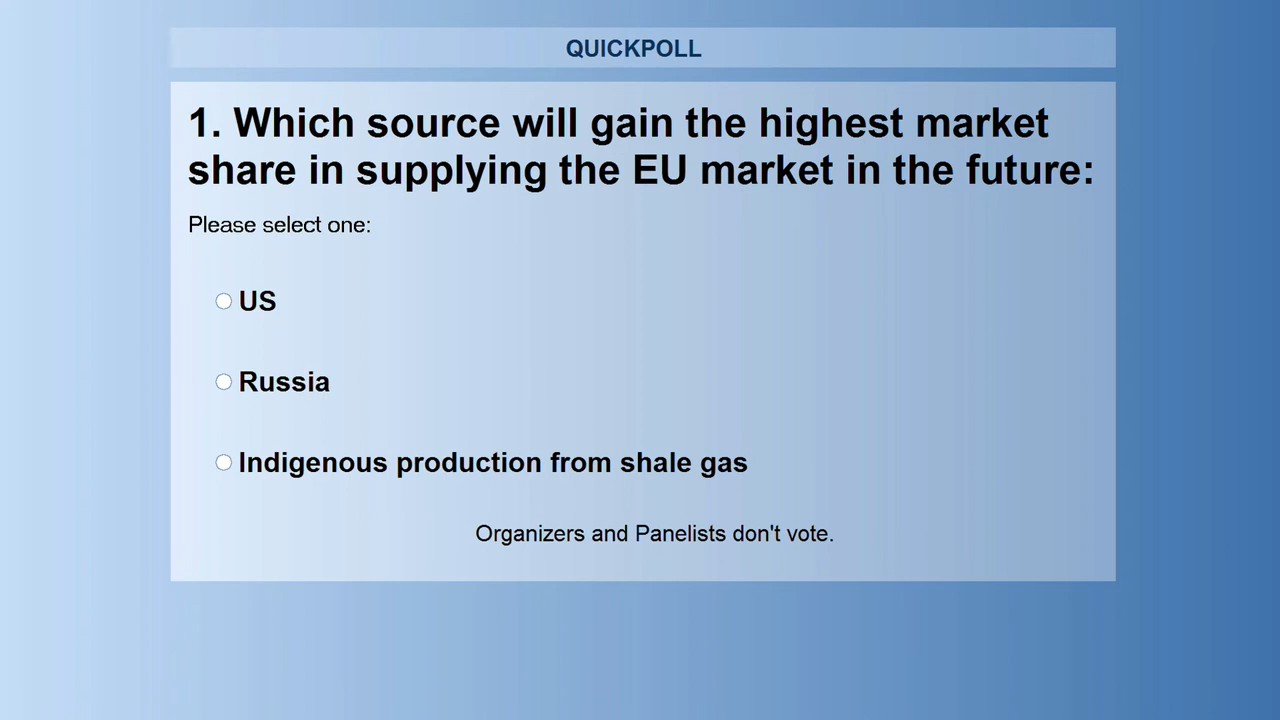 QUICKPOLL
1. Which source will gain the highest market
share in supplying the EU market in the future:
Please select one:
US
Russia
Indigenous production from shale gas
Organizers and Panelists don't vote.